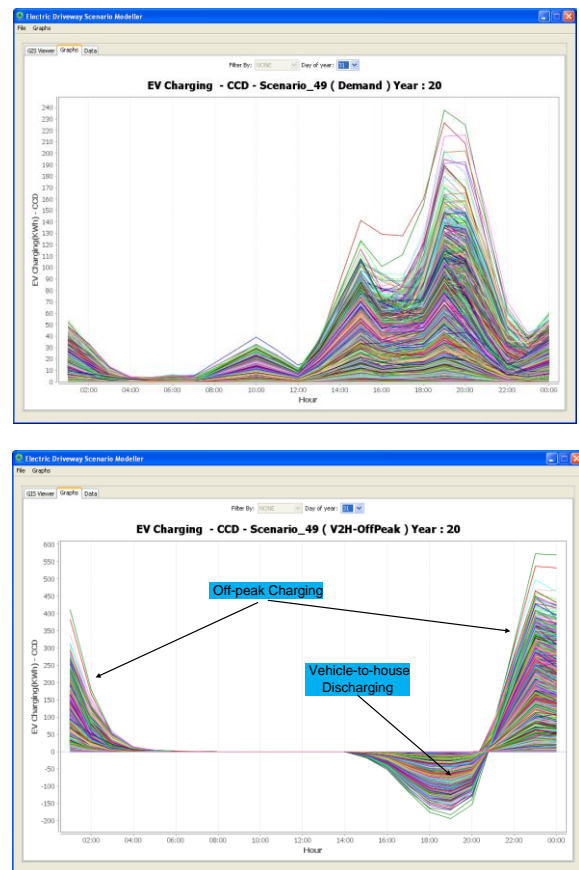 Electric Driveway Scenario Modeller
File Graphs
GIS Viewer Graphs Data
Filter By: NONE Day of year: 31
EV Charging - CCD - Scenario_49 ( Demand ) Year : 20
EV Charging(KWh) - CCD
240
230
220
210
200
190
180
170
160
150
140
130
120
110
100
90
80
70
60
50
40
30
20
10
0
02:00 04:00 06:00 08:00 10:00 12:00 14:00 16:00 18:00 20:00 22:00 00:00
Hour
Electric Driveway Scenario Modeller
File Graphs
GIS Viewer Graphs Data
Filter By: NONE Day of year: 31
EV Charging - CCD - Scenario_49 ( V2H-OffPeak ) Year : 20
EV Charging(KWh) - CCD
600
550
500
450
400
350
300
250
200
150
100
50
0
-50
-100
-150
-200
Off-peak Charging
Vehicle-to-house
Discharging
02:00 04:00 06:00 08:00 10:00 12:00 14:00 16:00 18:00 20:00 22:00 00:00
Hour